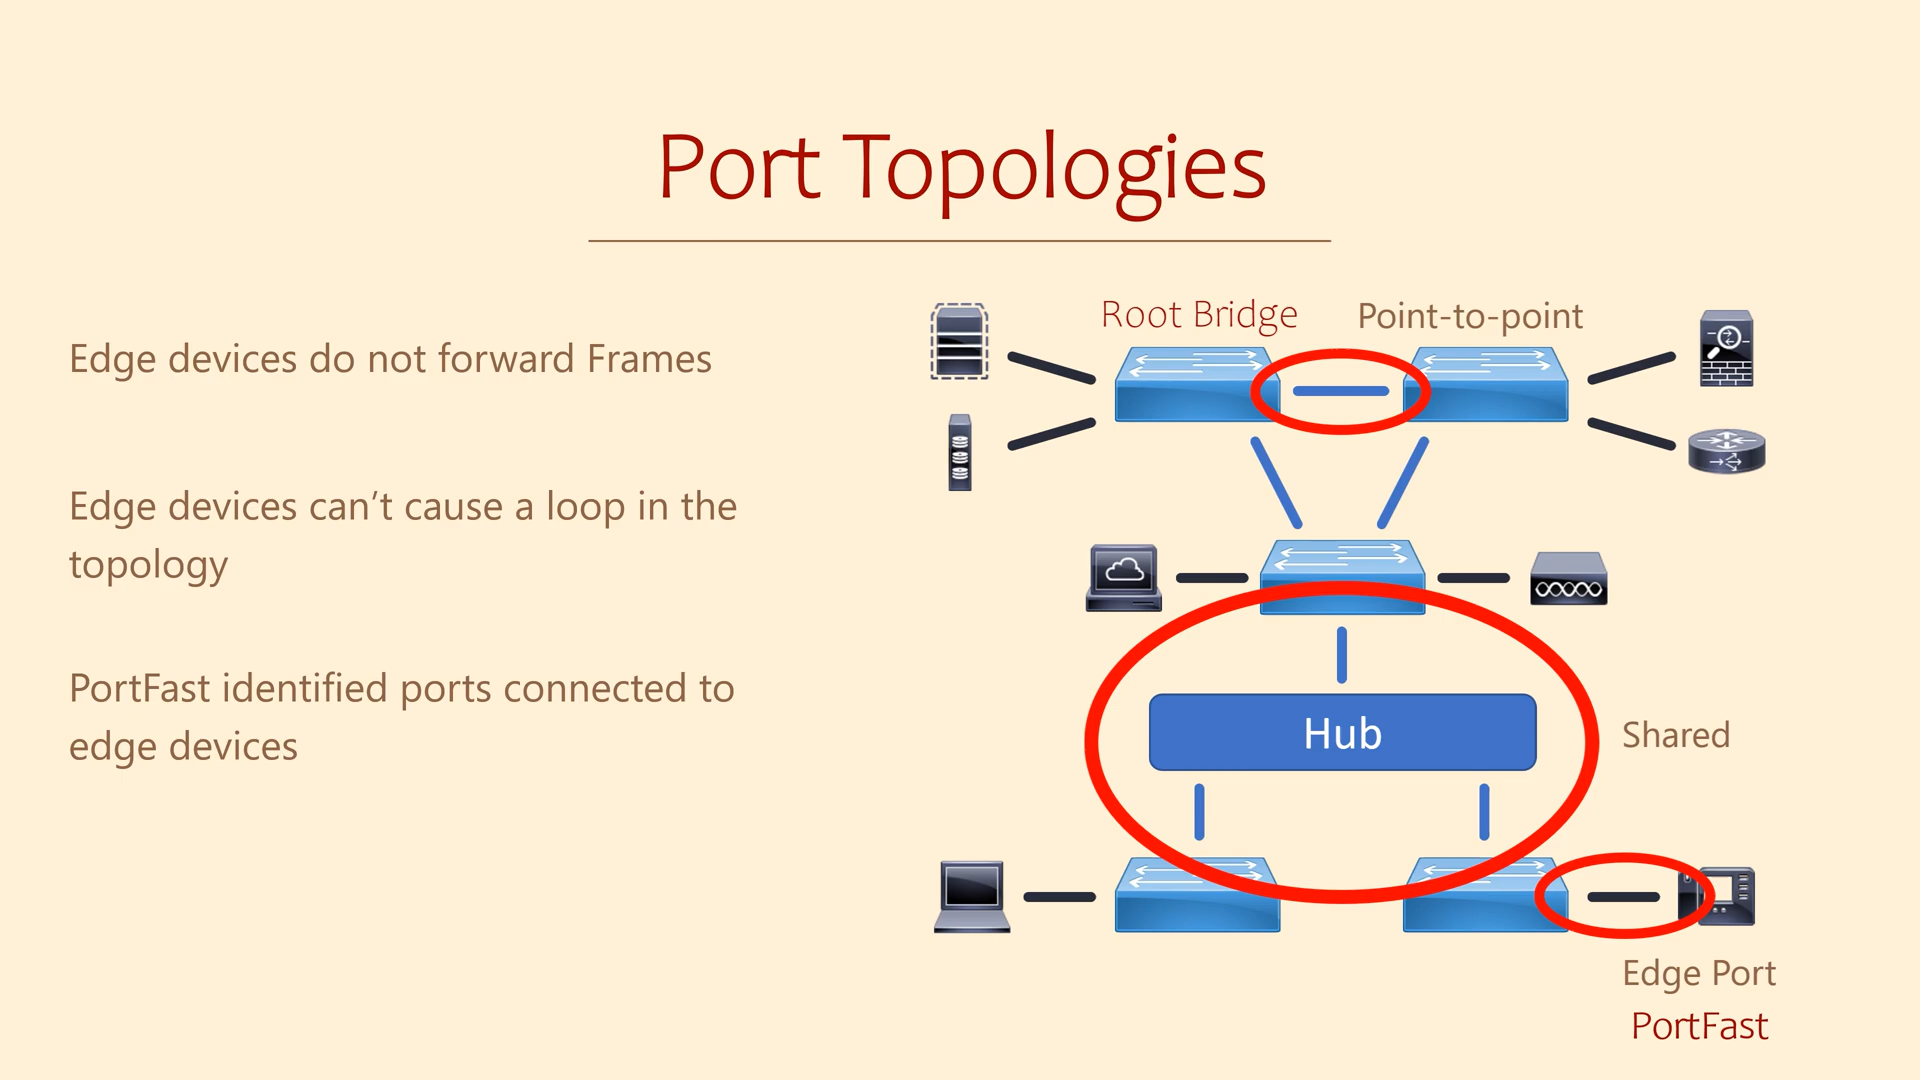 Port Topologies
Edge devices do not forward Frames
Edge devices can’t cause a loop in the
topology
PortFast identified ports connected to
edge devices
Root Bridge
Point-to-point
Hub
Shared
Edge Port
PortFast